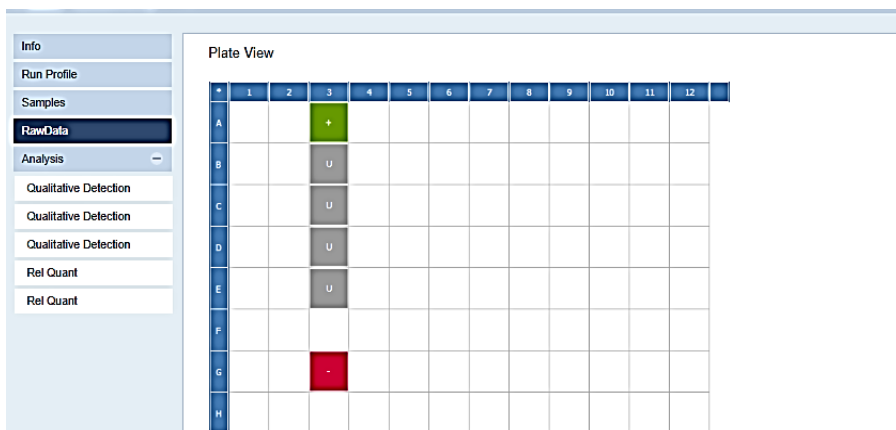 Info
Run Profile
Samples
RawData
Analysis −
Qualitative Detection
Qualitative Detection
Qualitative Detection
Rel Quant
Rel Quant
Plate View
* 1 2 3 4 5 6 7 8 9 10 11 12
A +
B U
C U
D U
E U
F
G -
H